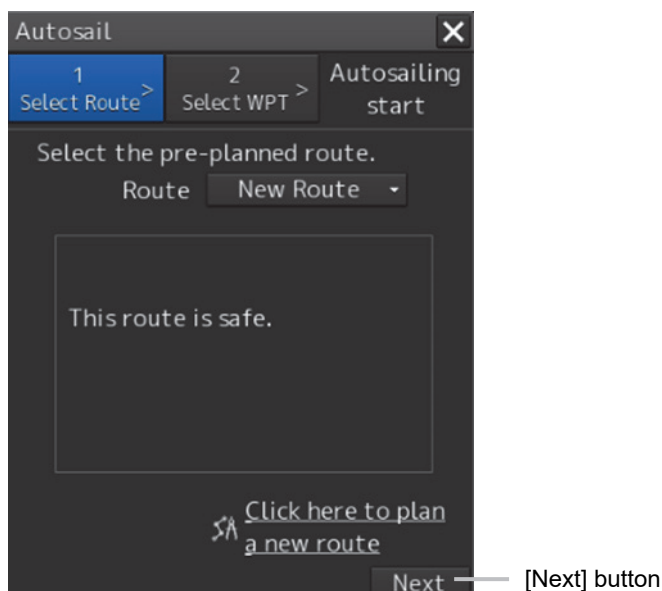 Autosail
1
Select Route >
2
Select WPT >
Autosailing
start
Select the pre-planned route.
Route New Route
This route is safe.
Click here to plan
a new route
Next
[Next] button